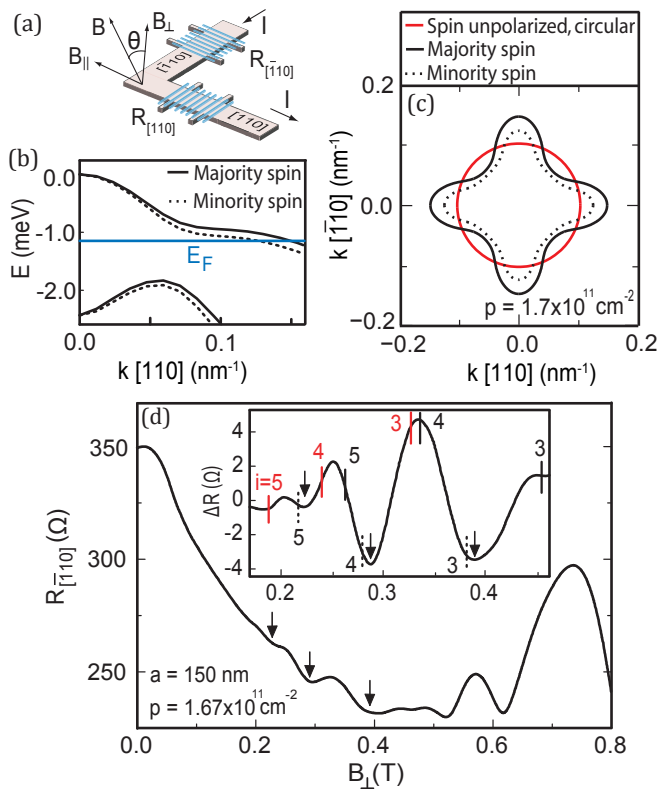 (a)
B
θ
B⊥
B||
I
[1̄10]
R[1̄10]
I
R[110]
[110]
Spin unpolarized, circular
Majority spin
Minority spin
(b)
Majority spin
Minority spin
0.0
-1.0
-2.0
E (meV)
EF
0.0
0.1
k [110] (nm⁻¹)
(c)
0.2
0.0
−0.2
k [1̄10] (nm⁻¹)
p = 1.7x10¹¹ cm⁻²
−0.2
0.0
0.2
k [110] (nm⁻¹)
(d)
350
300
250
R[1̄10](Ω)
4
2
0
-2
-4
ΔR (Ω)
i=5
5
4
5
4
3
4
3
3
0.2
0.3
0.4
a = 150 nm
p = 1.67x10¹¹cm⁻²
0.0
0.2
0.4
0.6
0.8
B⊥(T)